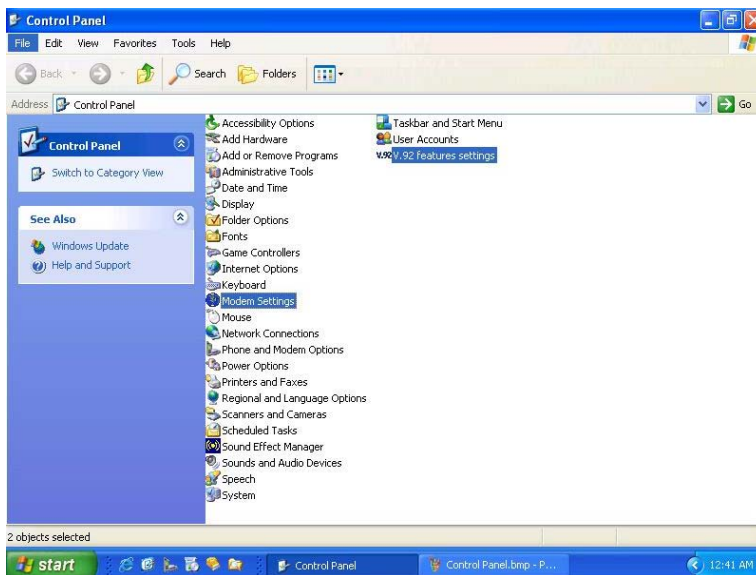 Control Panel
File Edit View Favorites Tools Help
Back Search Folders
Address Control Panel Go
Control Panel
Switch to Category View
See Also
Windows Update
Help and Support
Accessibility Options
Add Hardware
Add or Remove Programs
Administrative Tools
Date and Time
Display
Folder Options
Fonts
Game Controllers
Internet Options
Keyboard
Modem Settings
Mouse
Network Connections
Phone and Modem Options
Power Options
Printers and Faxes
Regional and Language Options
Scanners and Cameras
Scheduled Tasks
Sound Effect Manager
Sounds and Audio Devices
Speech
System
Taskbar and Start Menu
User Accounts
V.92 V.92 features settings
2 objects selected
start Control Panel Control Panel.bmp - P... 12:41 AM